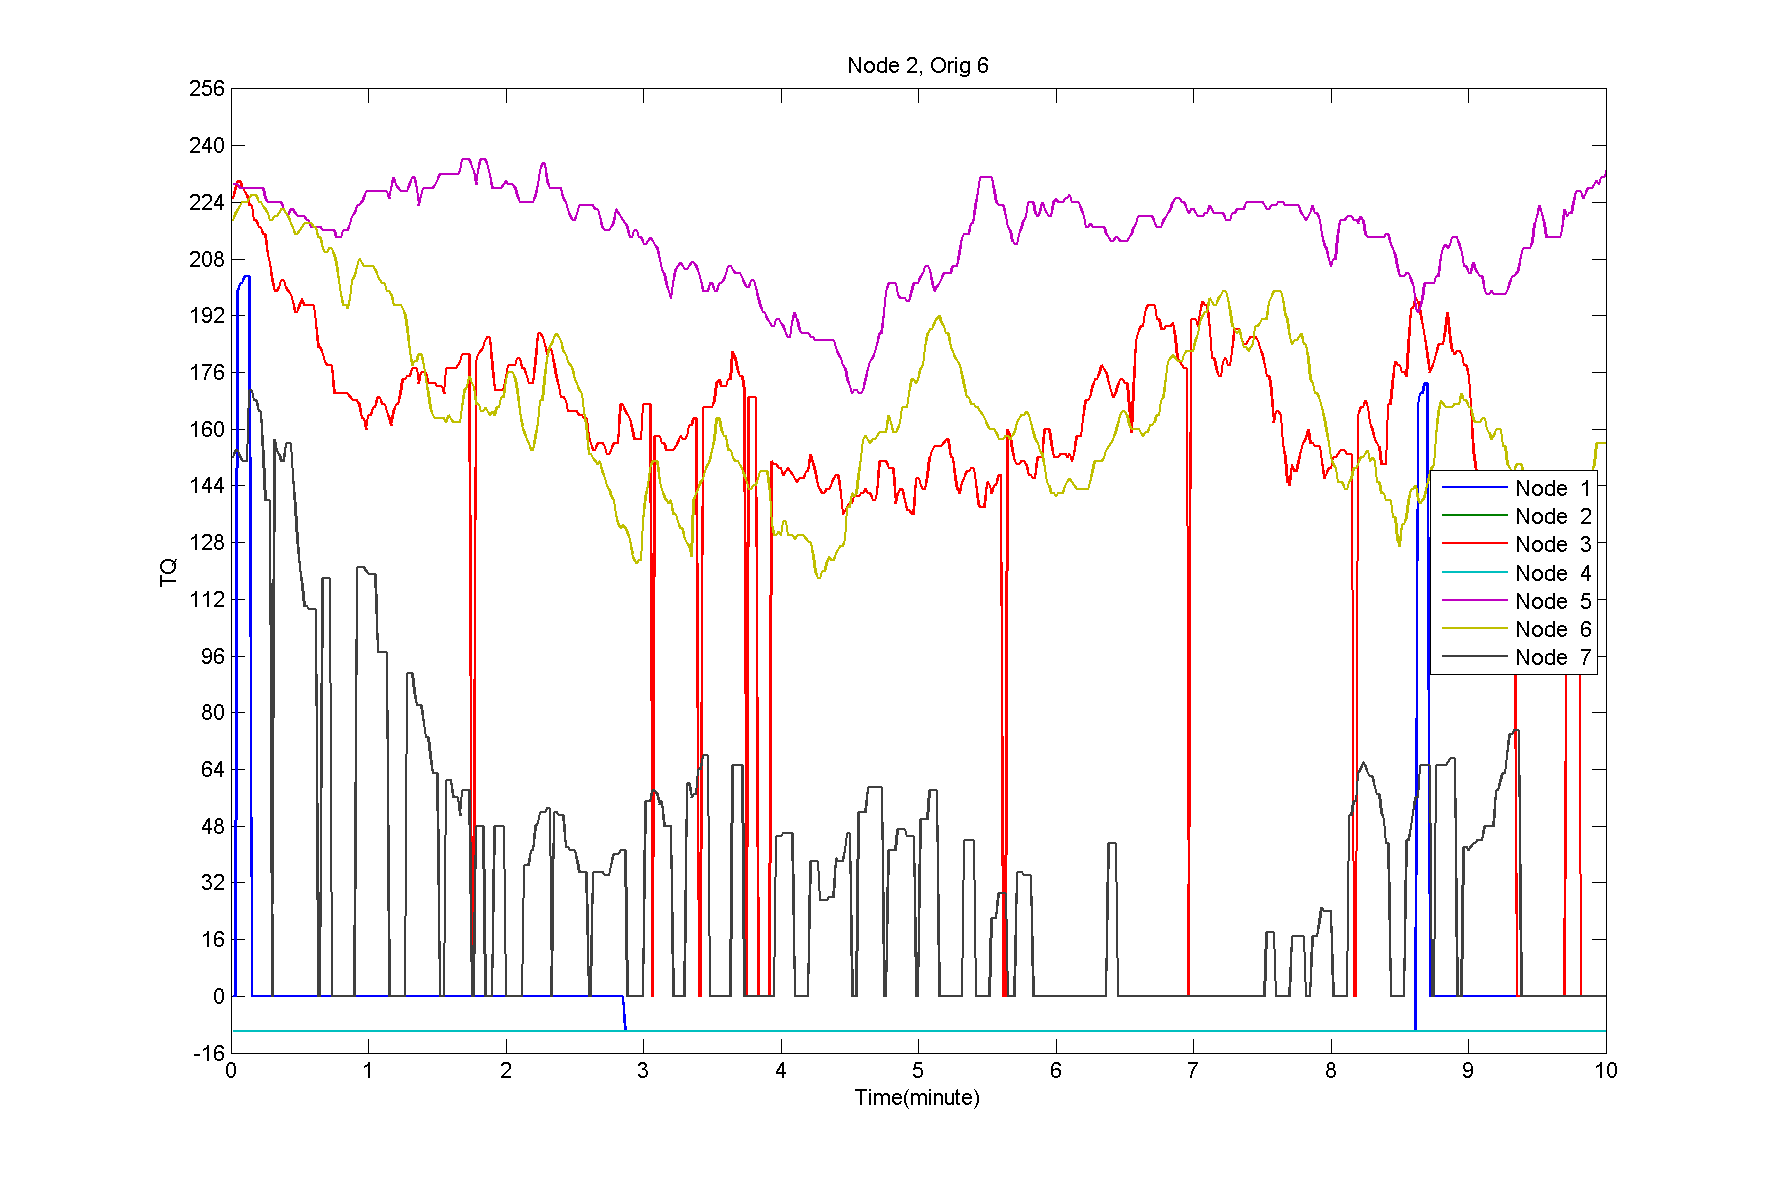 Node 2, Orig 6
256
240
224
208
192
176
160
144
128
112
96
80
64
48
32
16
0
-16
TQ
Node 1
Node 2
Node 3
Node 4
Node 5
Node 6
Node 7
0 1 2 3 4 5 6 7 8 9 10
Time(minute)